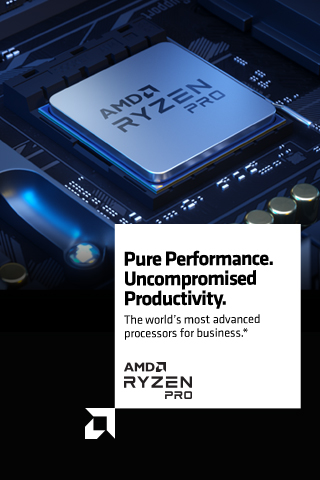 AMD
RYZEN
PRO
Pure Performance.
Uncompromised
Productivity.
The world's most advanced
processors for business.*
AMD
RYZEN
PRO